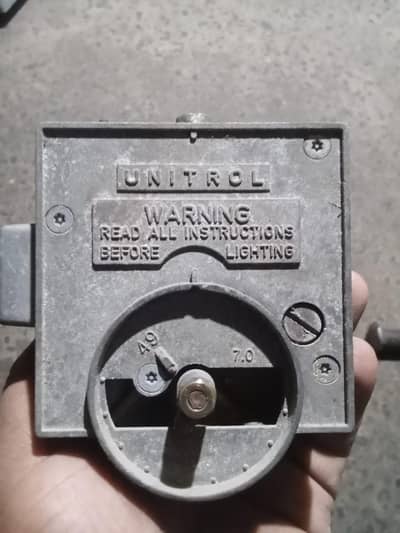 UNITROL
WARNING
READ ALL INSTRUCTIONS
BEFORE LIGHTING
49
7.0